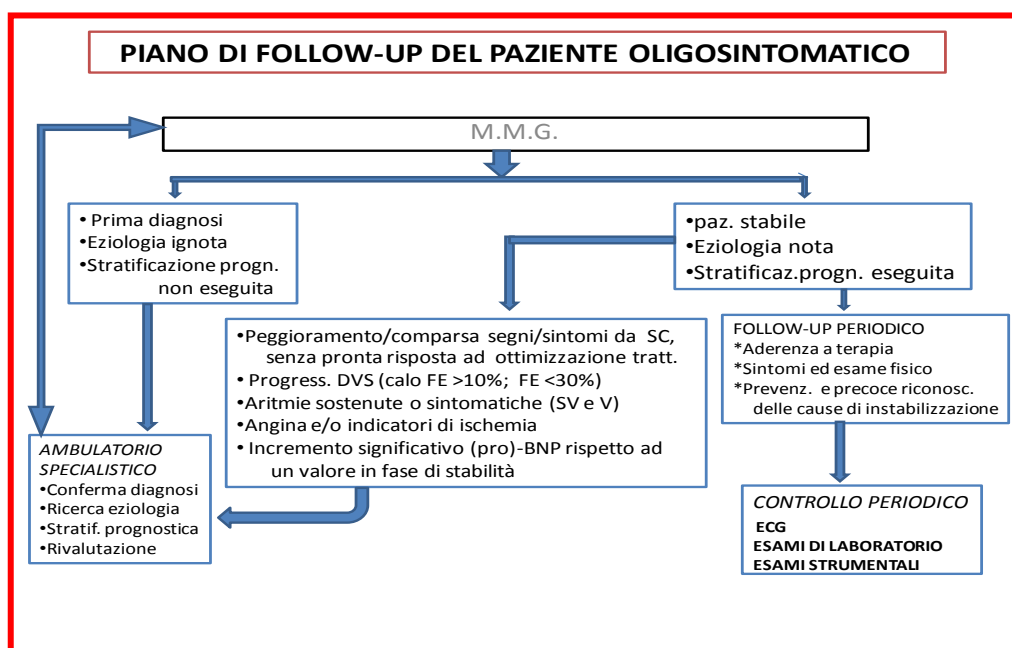 PIANO DI FOLLOW-UP DEL PAZIENTE OLIGOSINTOMATICO
M.M.G.
• Prima diagnosi
•Eziologia ignota
•Stratificazione progn.
non eseguita
•paz. stabile
•Eziologia nota
•Stratificaz.progn. eseguita
•Peggioramento/comparsa segni/sintomi da SC,
senza pronta risposta ad ottimizzazione tratt.
• Progress. DVS (calo FE >10%; FE <30%)
•Aritmie sostenute o sintomatiche (SV e V)
•Angina e/o indicatori di ischemia
•Incremento significativo (pro)-BNP rispetto ad
un valore in fase di stabilità
FOLLOW-UP PERIODICO
*Aderenza a terapia
*Sintomi ed esame fisico
*Prevenz. e precoce riconosc.
delle cause di instabilizzazione
AMBULATORIO
SPECIALISTICO
•Conferma diagnosi
•Ricerca eziologia
•Stratif. prognostica
•Rivalutazione
CONTROLLO PERIODICO
ECG
ESAMI DI LABORATORIO
ESAMI STRUMENTALI